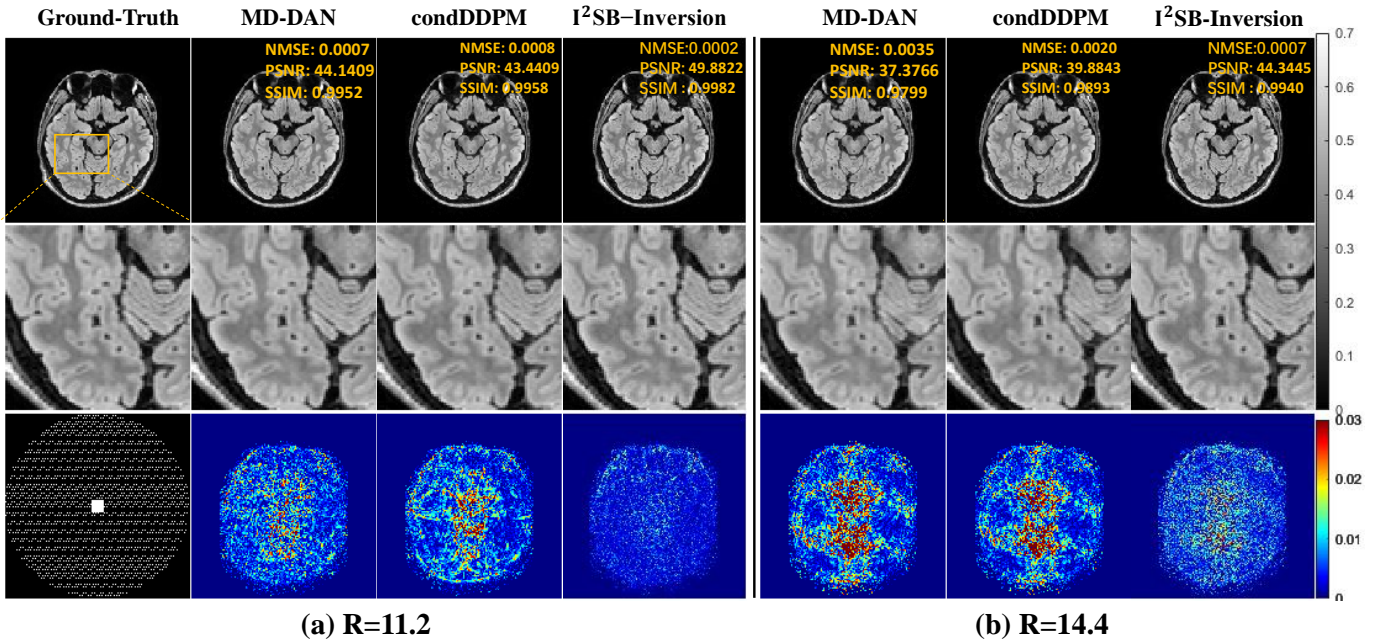 Ground-Truth MD-DAN condDDPM I²SB−Inversion MD-DAN condDDPM I²SB-Inversion
NMSE: 0.0007
PSNR: 44.1409
SSIM: 0.9952
NMSE: 0.0008
PSNR: 43.4409
SSIM: 0.9958
NMSE:0.0002
PSNR: 49.8822
SSIM : 0.9982
NMSE: 0.0035
PSNR: 37.3766
SSIM: 0.9799
NMSE: 0.0020
PSNR: 39.8843
SSIM: 0.9893
NMSE:0.0007
PSNR: 44.3445
SSIM : 0.9940
0.7
0.6
0.5
0.4
0.3
0.2
0.1
0
0.03
0.02
0.01
0
(a) R=11.2
(b) R=14.4